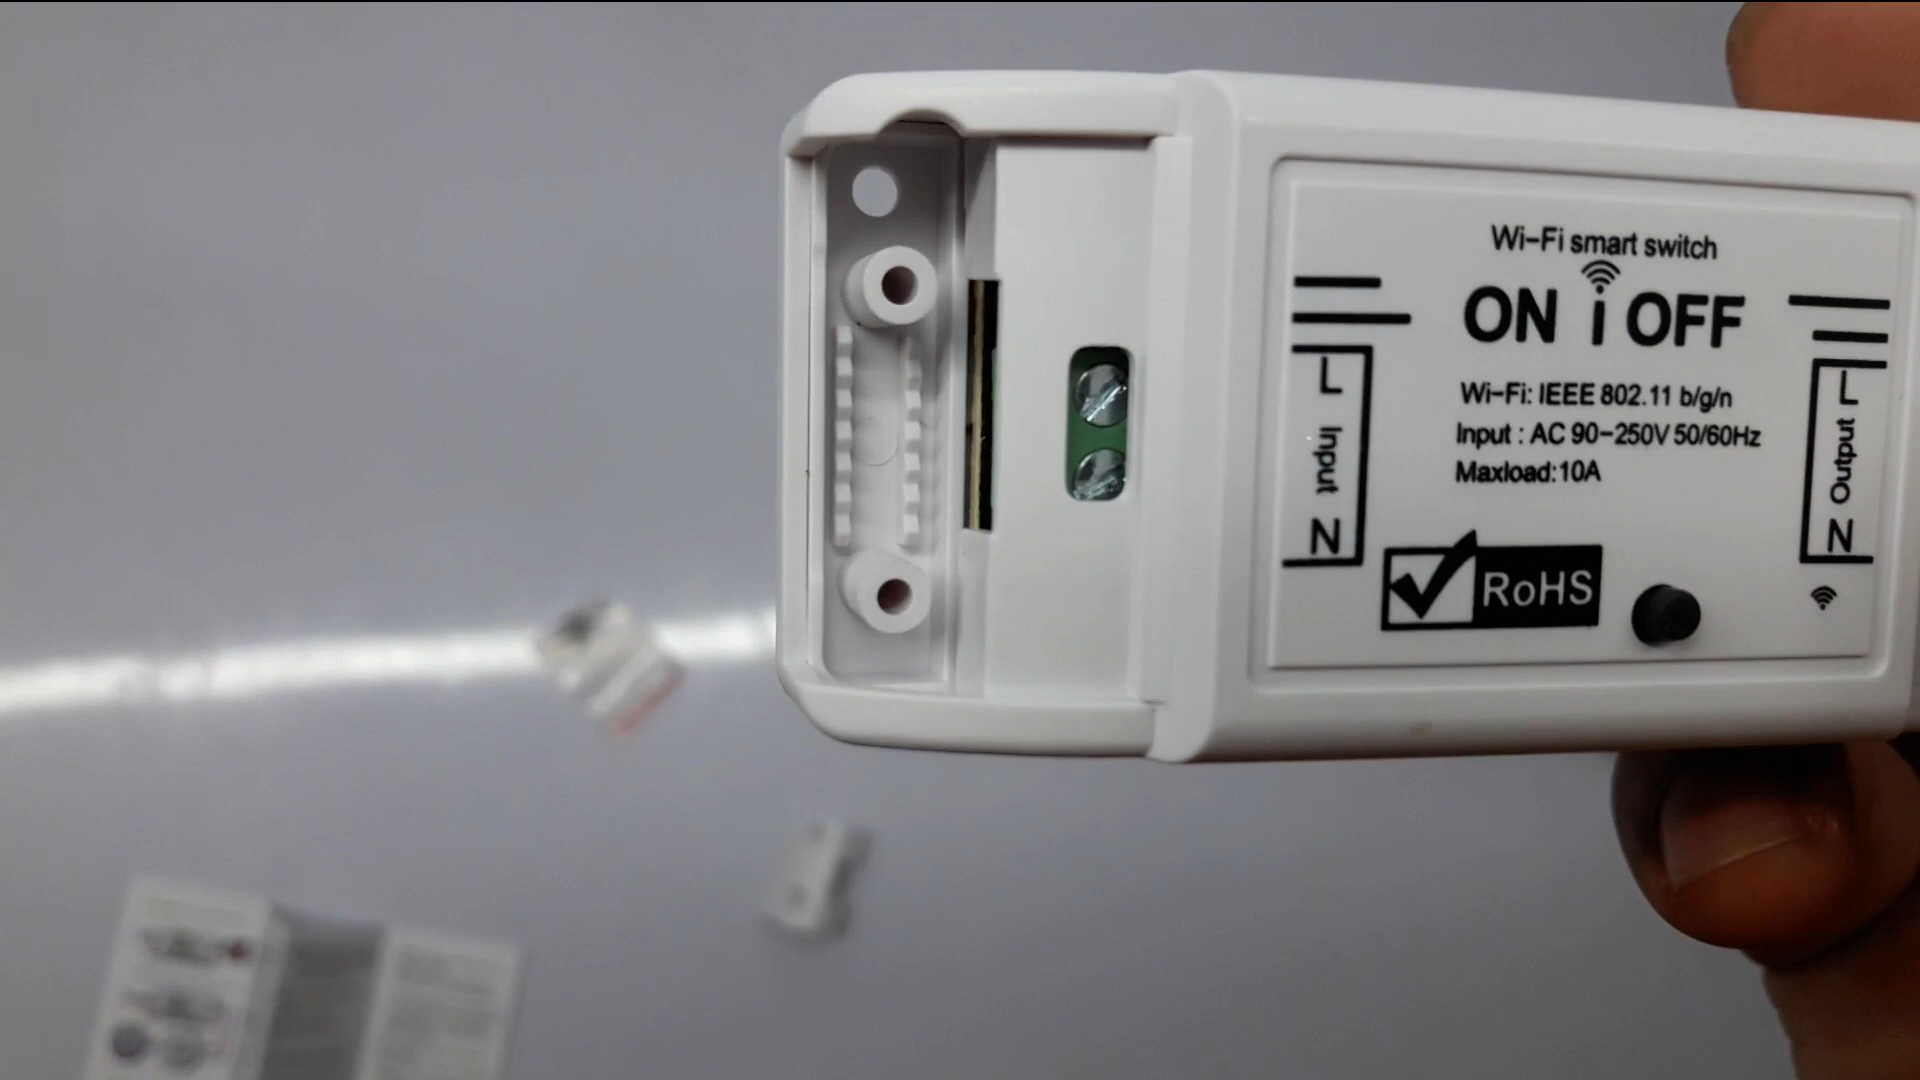 Wi-Fi smart switch
ON i OFF
Wi-Fi: IEEE 802.11 b/g/n
Input : AC 90-250V 50/60Hz
Maxload:10A
L Input N
L Output N
RoHS